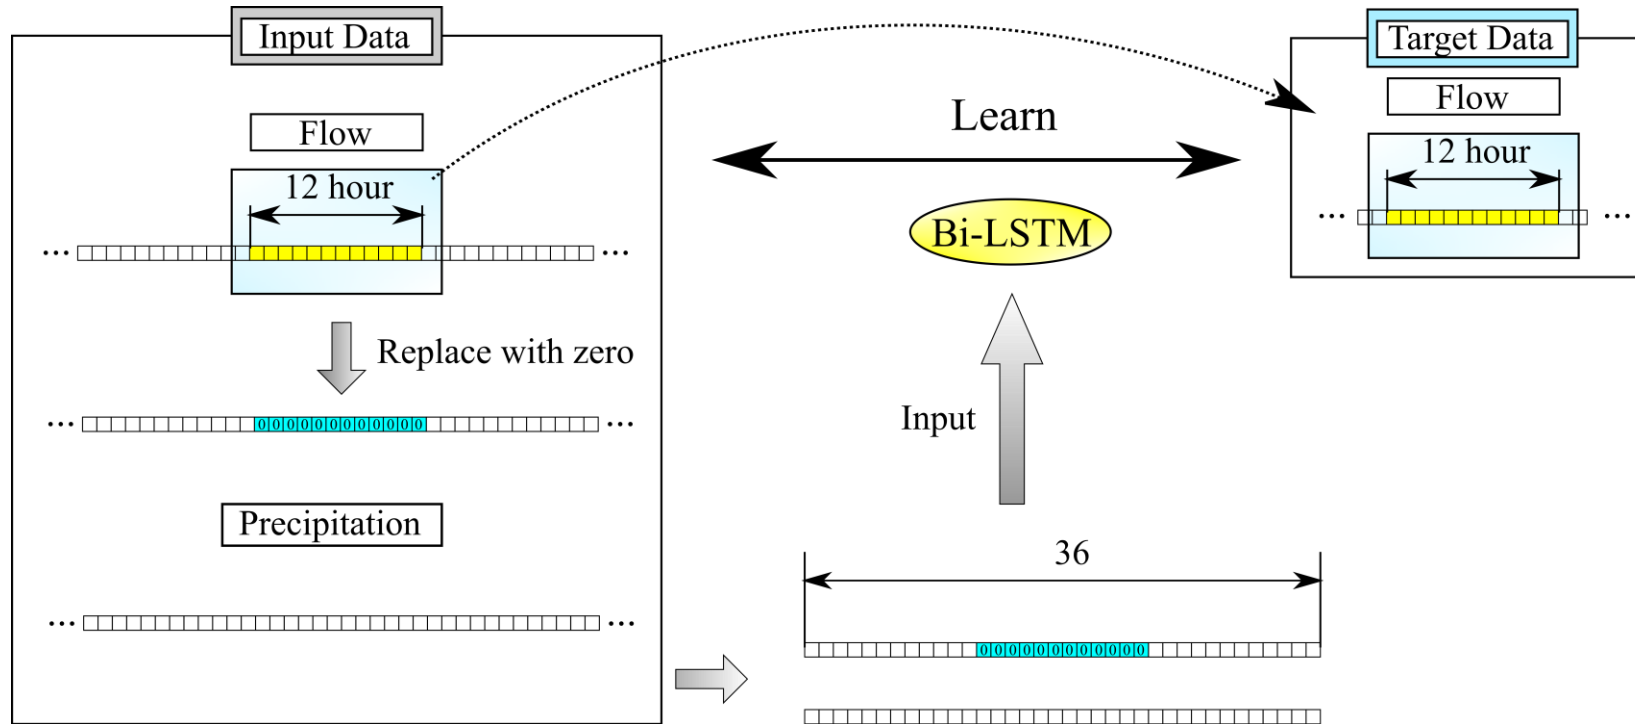 Input Data
Flow
12 hour
...
...
Replace with zero
...
000000000000
...
Precipitation
...
...
Learn
Bi-LSTM
Input
36
000000000000
Target Data
Flow
12 hour
...
...